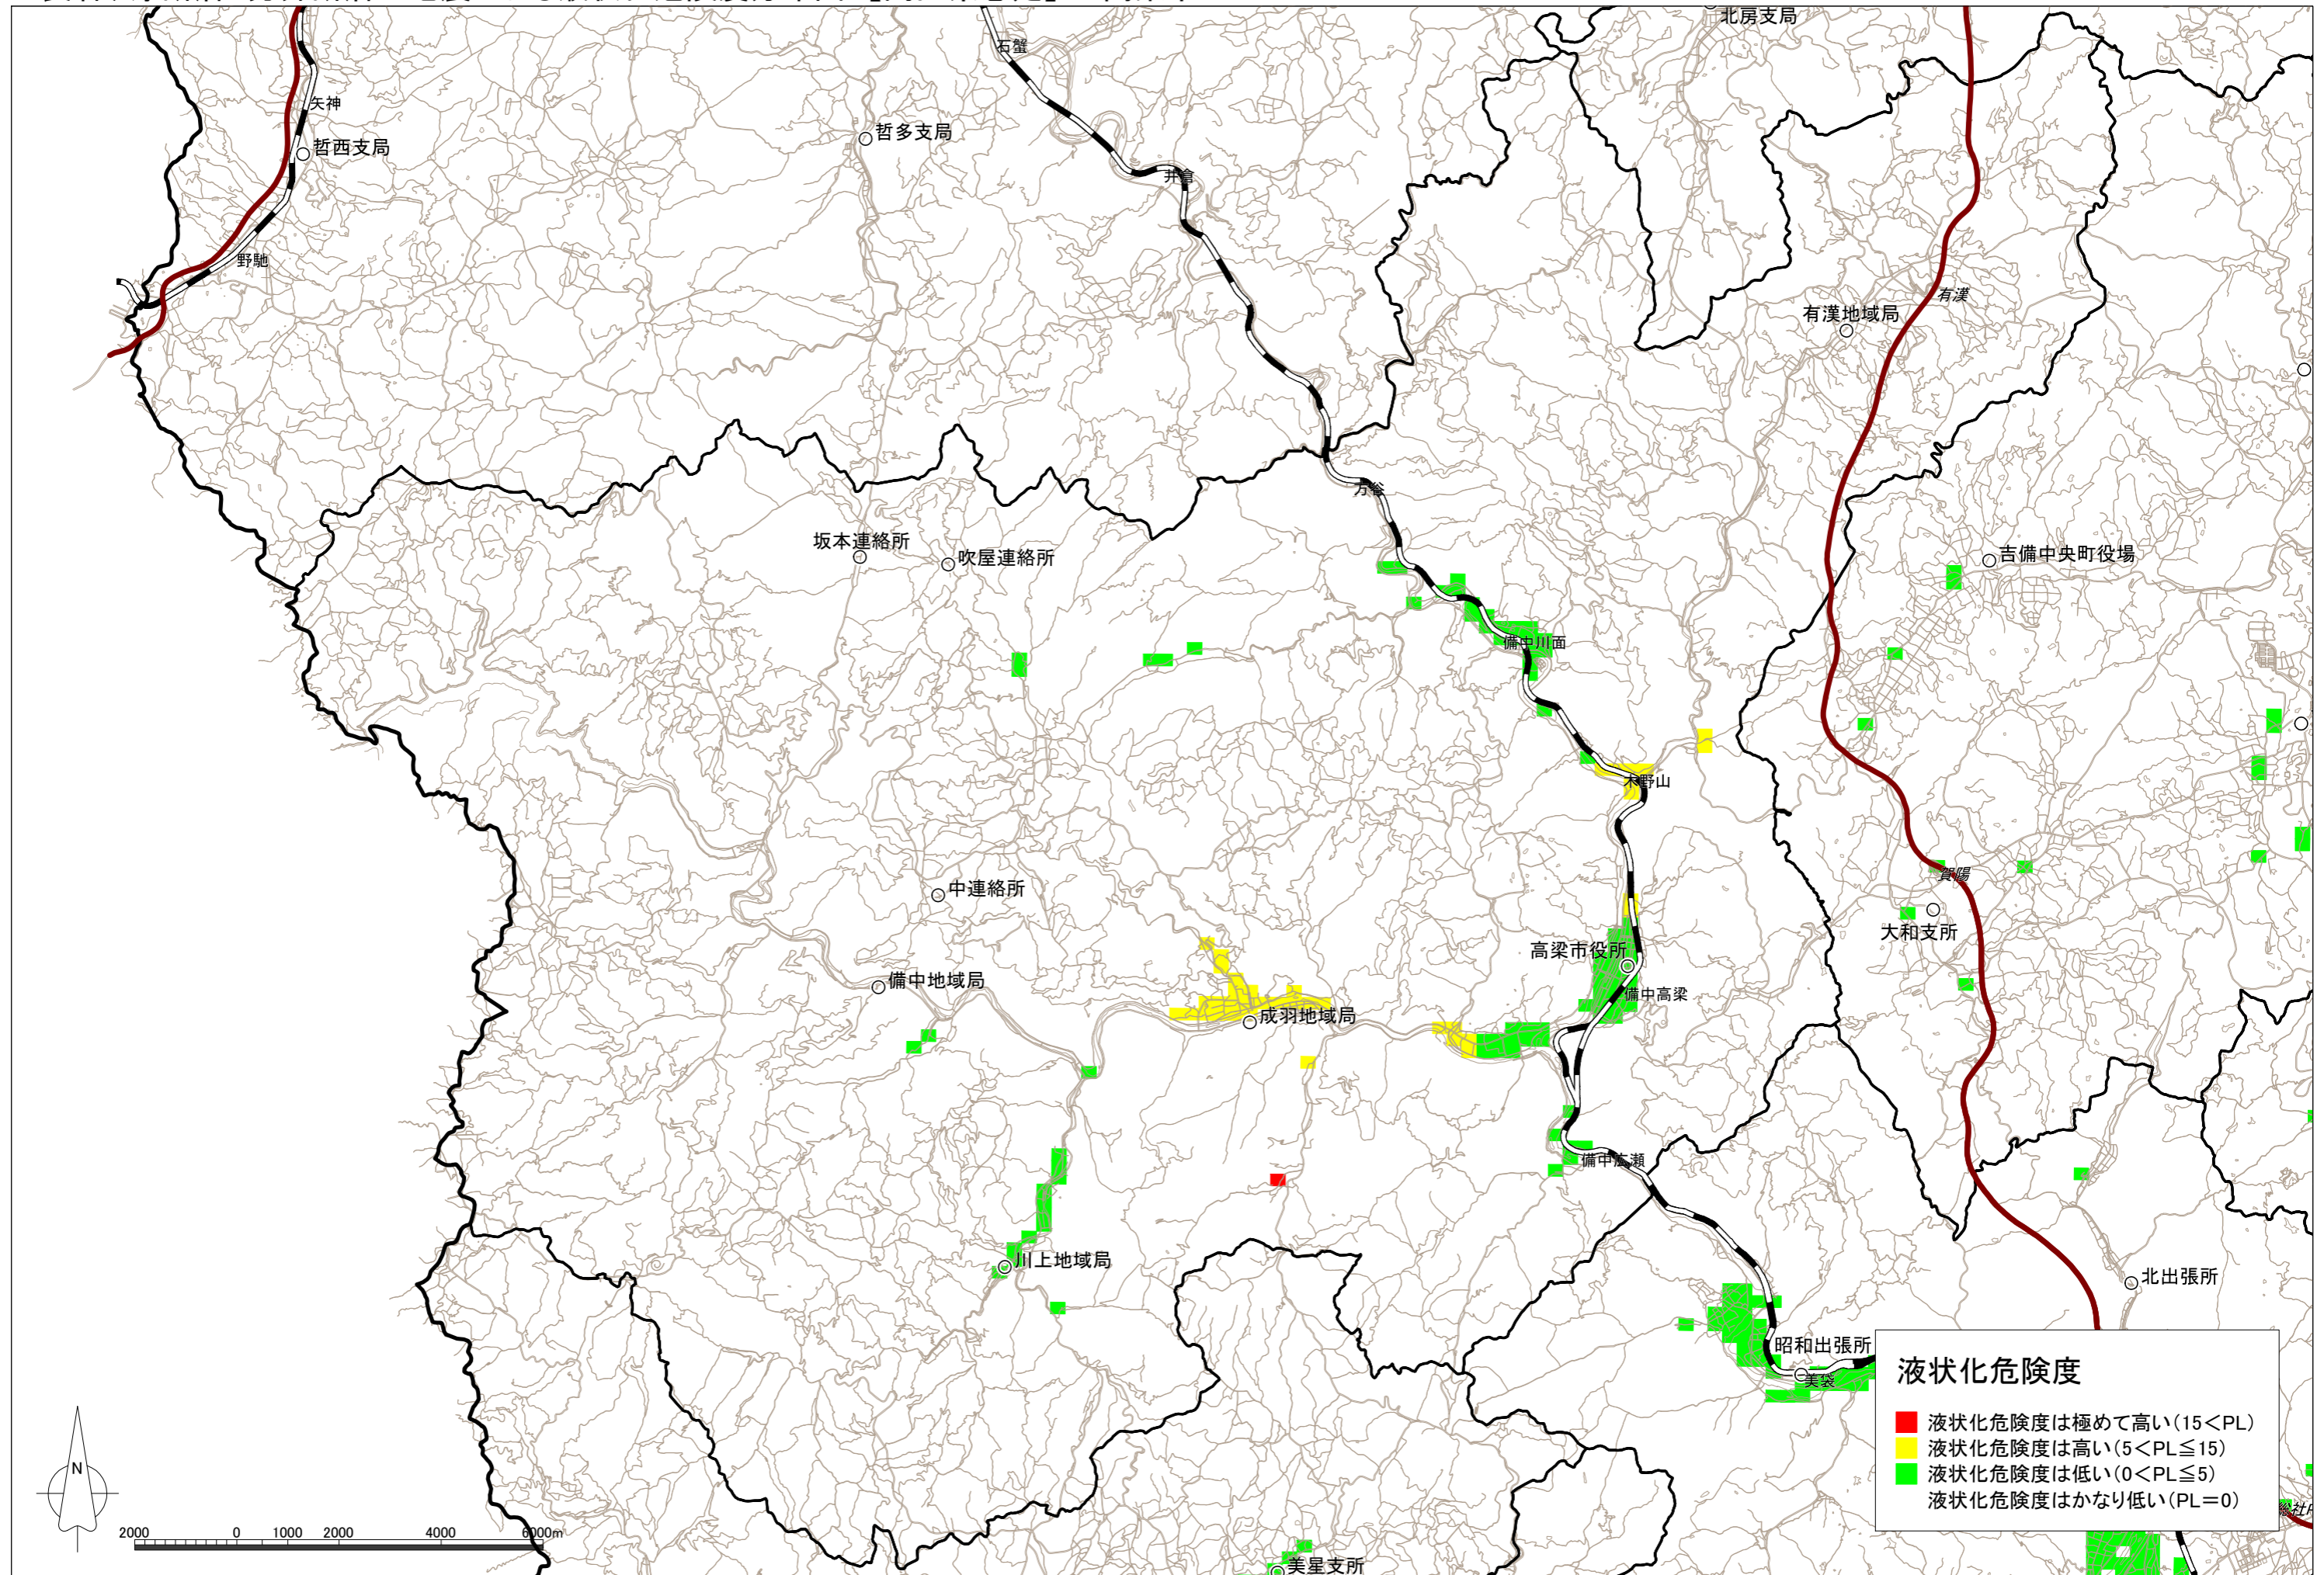 北房支局
石蟹
矢神
哲多支局
哲西支局
井倉
野馳
有漢
有漢地域局
方谷
坂本連絡所
吹屋連絡所
吉備中央町役場
備中川面
木野山
賀陽
中連絡所
大和支所
高梁市役所
備中地域局
備中高梁
成羽地域局
備中広瀬
川上地域局
北出張所
昭和出張所
美袋
液状化危険度
液状化危険度は極めて高い(15<PL)
液状化危険度は高い(5<PL≦15)
液状化危険度は低い(0<PL≦5)
液状化危険度はかなり低い(PL=0)
N
2000 0 1000 2000 4000 6000m
美星支所